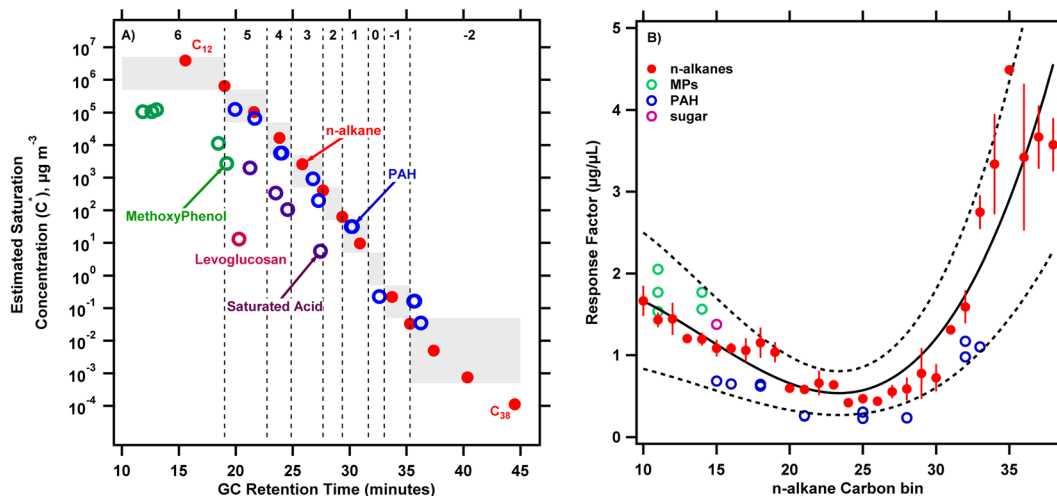 A) 6 5 4 3 2 1 0 -1 -2
10^7
10^6
10^5
10^4
10^3
10^2
10^1
10^0
10^-1
10^-2
10^-3
10^-4
Estimated Saturation
Concentration (C*), µg m^-3
C12
n-alkane
PAH
MethoxyPhenol
Levoglucosan
Saturated Acid
C38
10 15 20 25 30 35 40 45
GC Retention Time (minutes)
B)
n-alkanes
MPs
PAH
sugar
5
4
3
2
1
0
Response Factor (µg/µL)
10 15 20 25 30 35
n-alkane Carbon bin